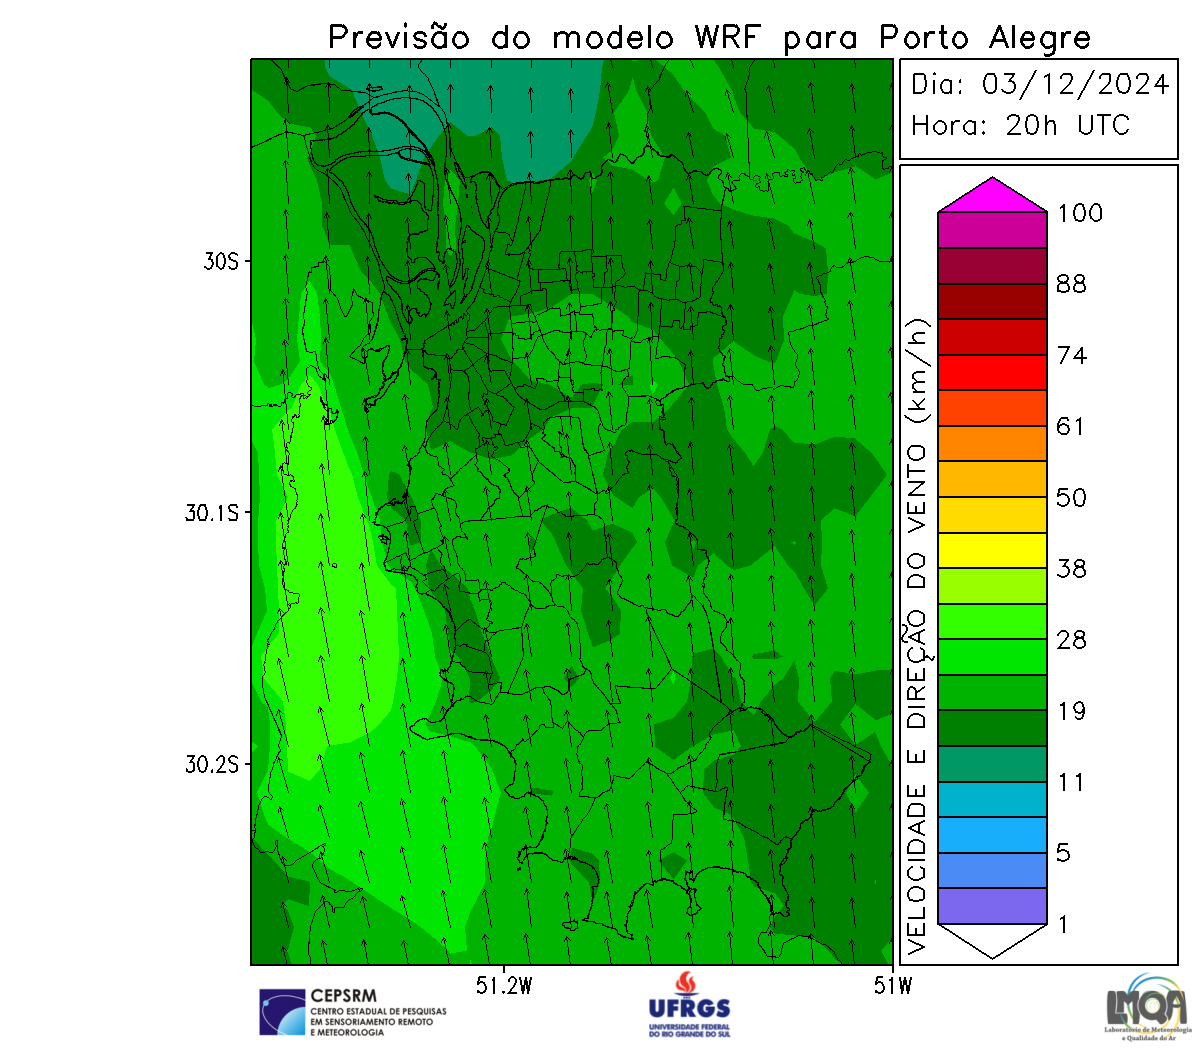 Previsão do modelo WRF para Porto Alegre
Dia: 03/12/2024
Hora: 20h UTC
30S
30.1S
30.2S
51.2W
51W
VELOCIDADE E DIREÇÃO DO VENTO (km/h)
100
88
74
61
50
38
28
19
11
5
1
CEPSRM
CENTRO ESTADUAL DE PESQUISAS
EM SENSORIAMENTO REMOTO
E METEOROLOGIA
UFRGS
UNIVERSIDADE FEDERAL
DO RIO GRANDE DO SUL
LMQA
Laboratório de Meteorologia
e Qualidade do Ar